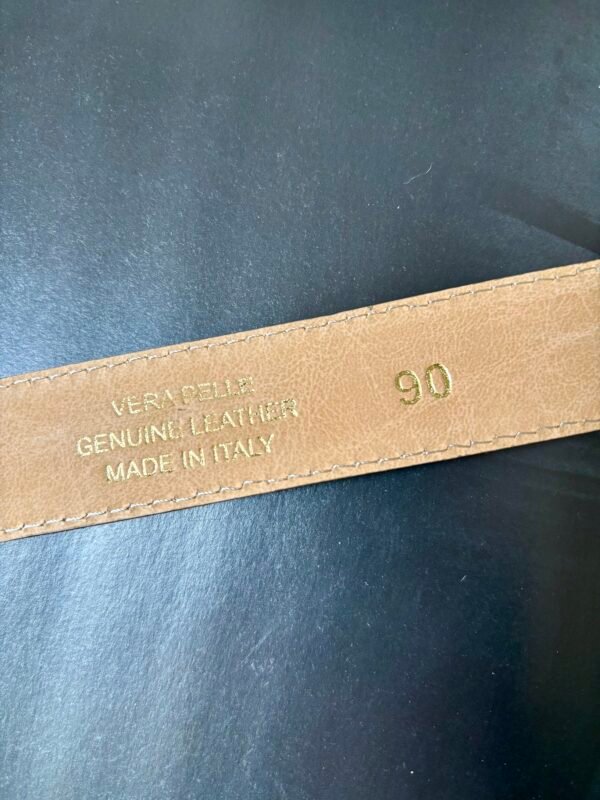 VERA PELLE
GENUINE LEATHER
MADE IN ITALY
90